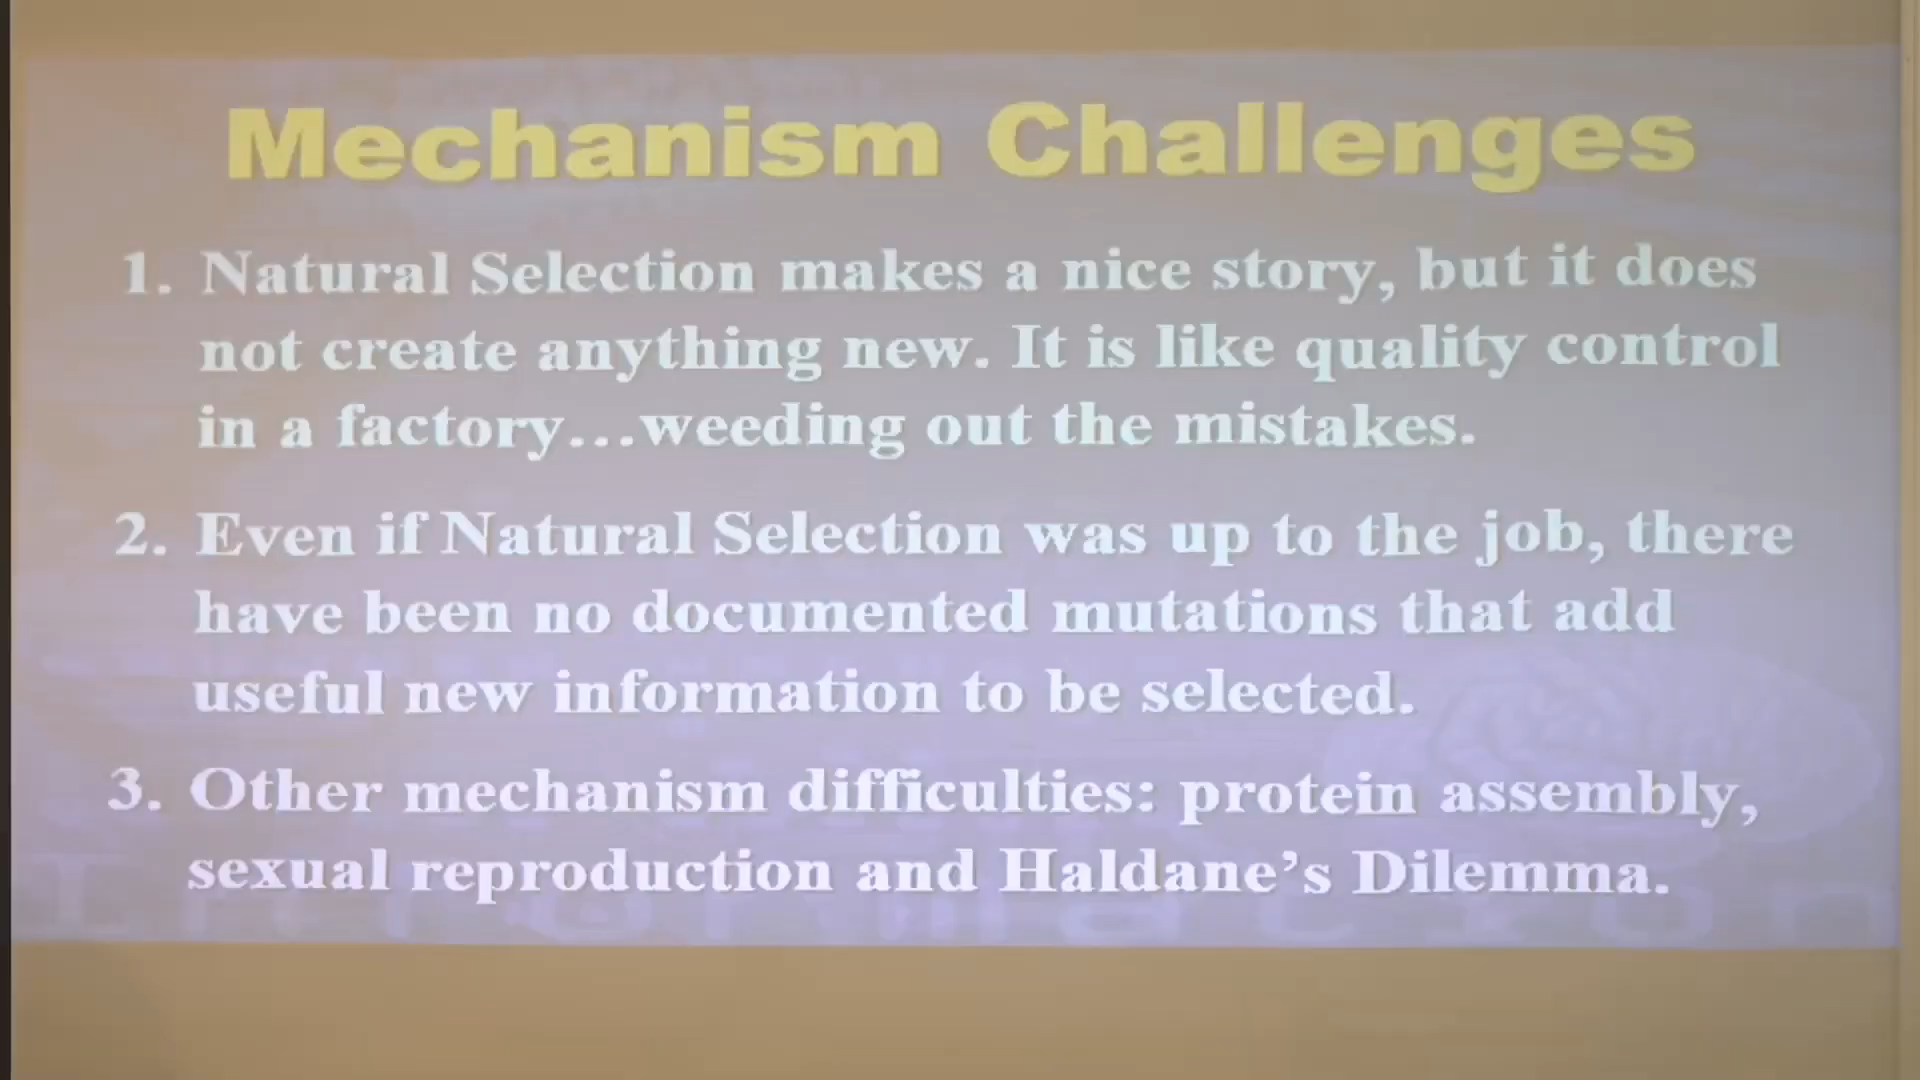 Mechanism Challenges
1. Natural Selection makes a nice story, but it does
not create anything new. It is like quality control
in a factory...weeding out the mistakes.
2. Even if Natural Selection was up to the job, there
have been no documented mutations that add
useful new information to be selected.
3. Other mechanism difficulties: protein assembly,
sexual reproduction and Haldane's Dilemma.
Information